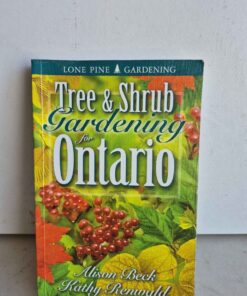 LONE PINE GARDENING
Tree & Shrub
Gardening
for
Ontario
Alison Beck
Kathy Renwald